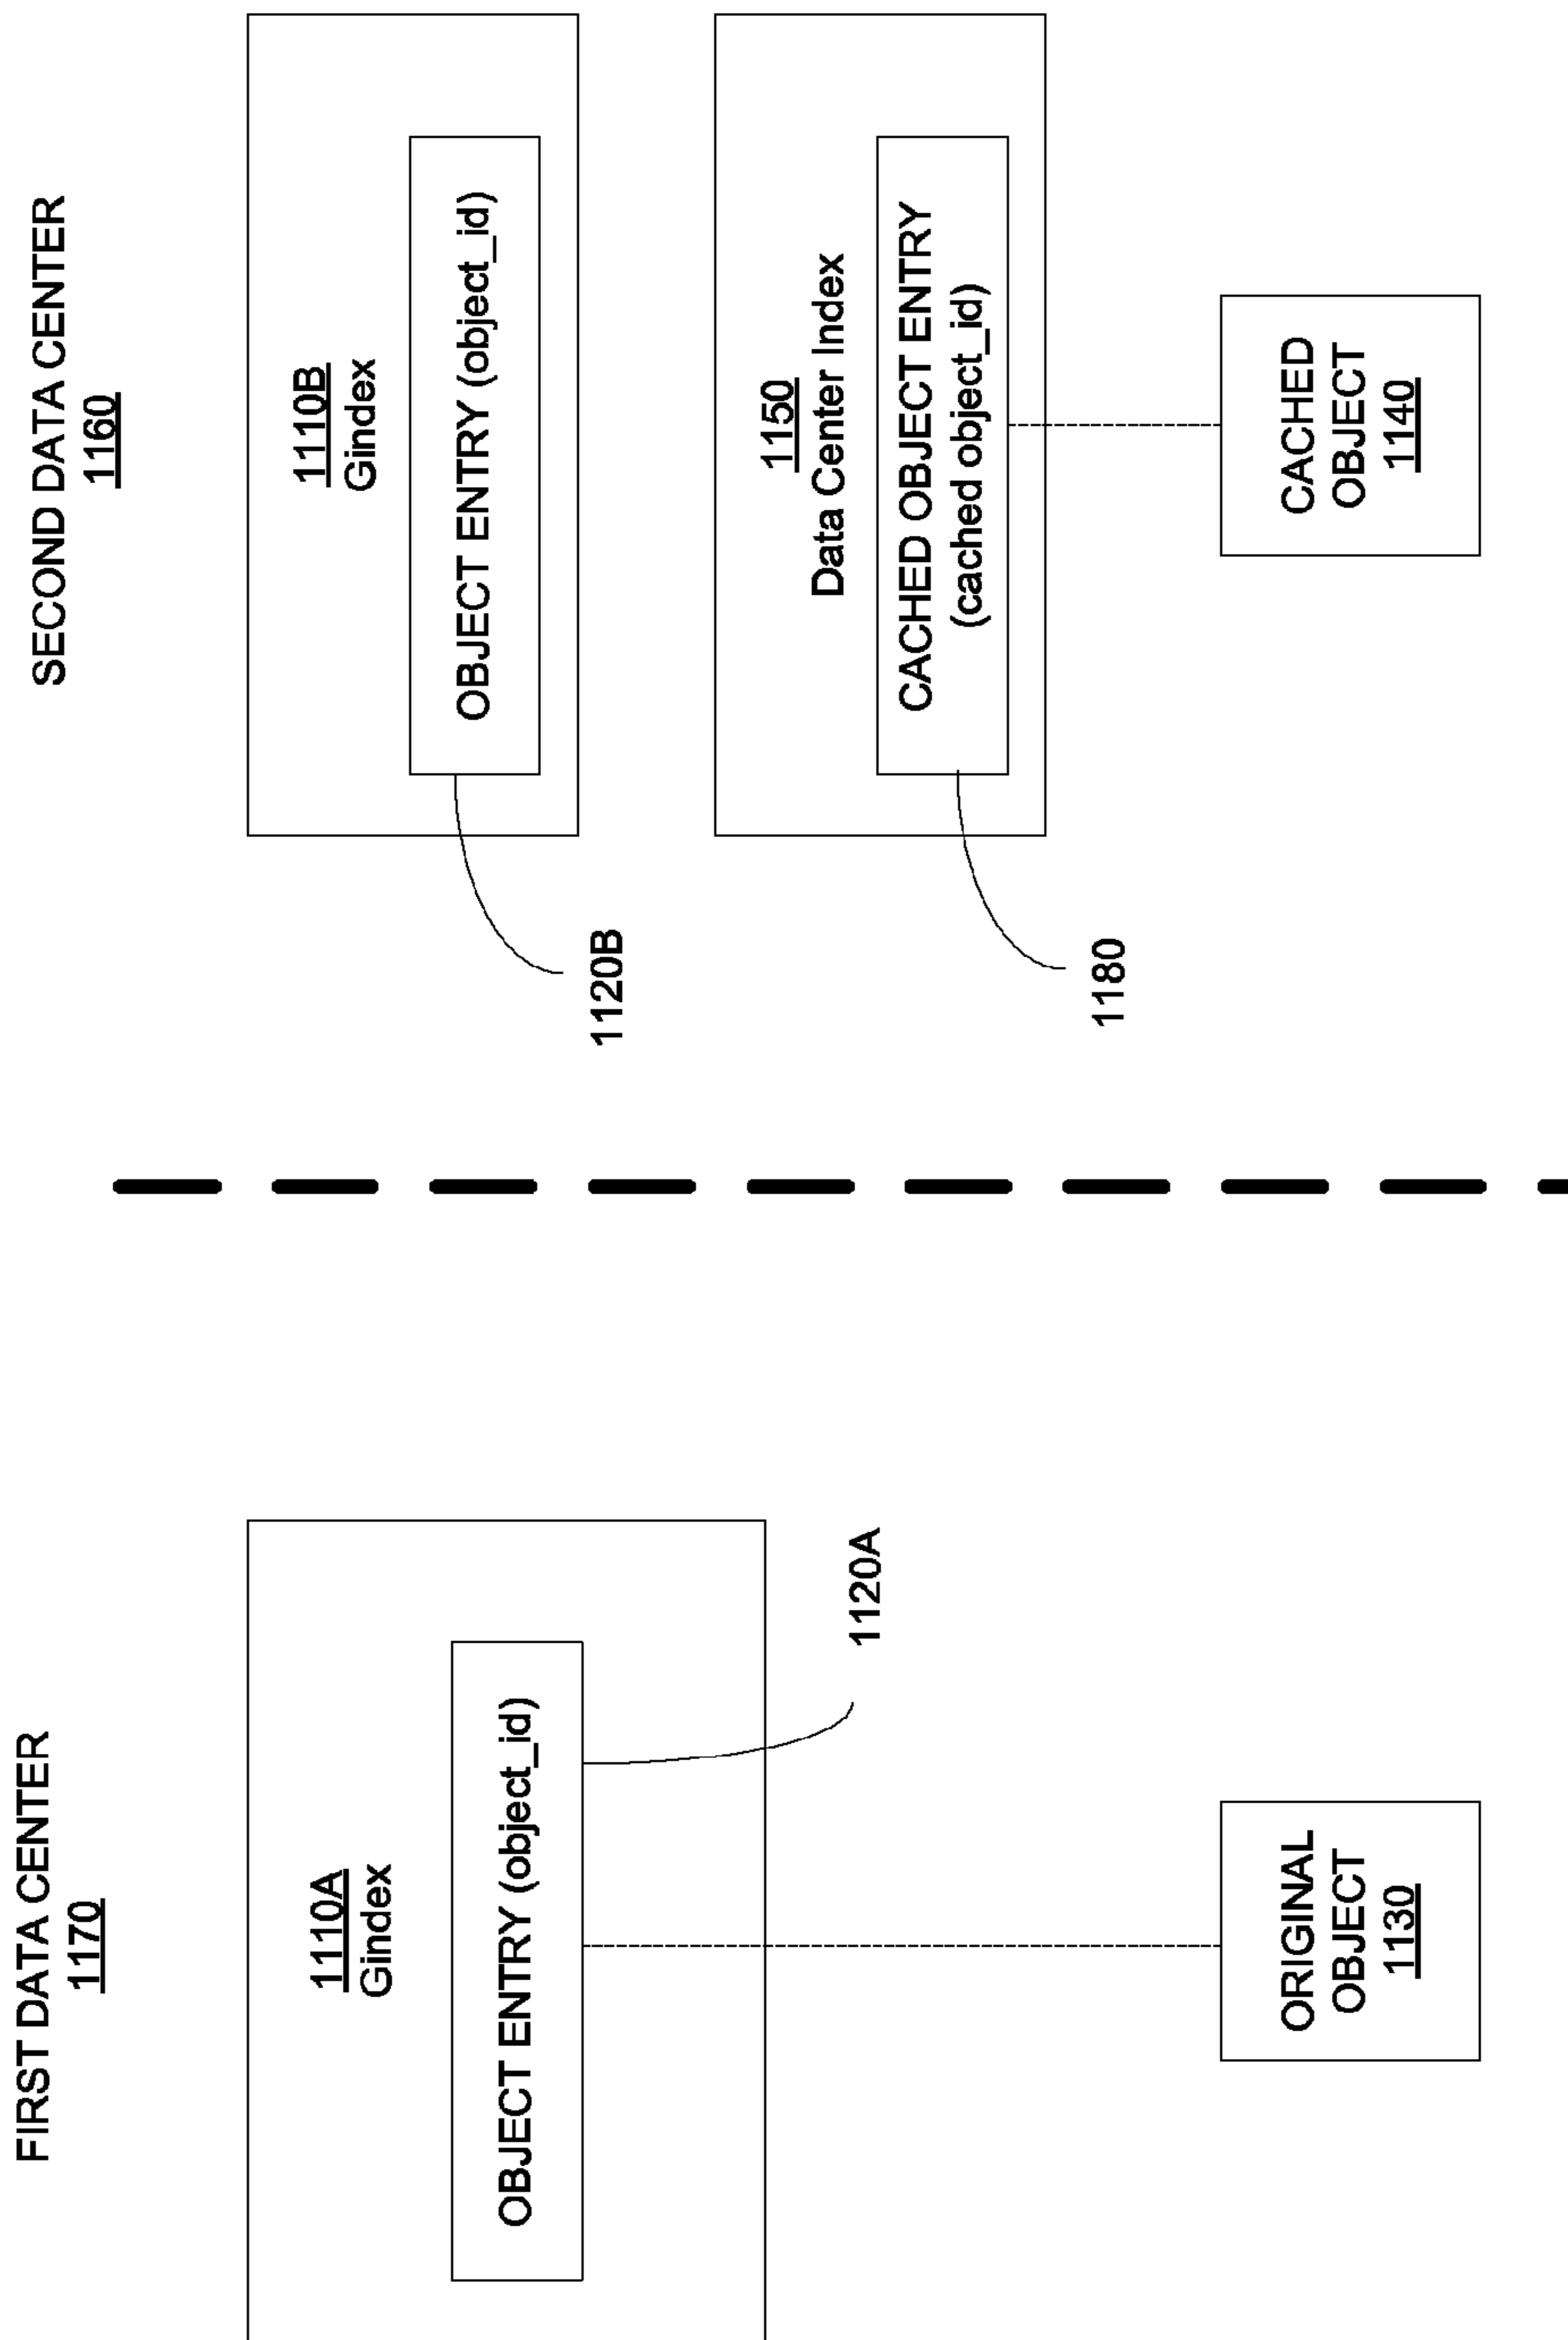 FIRST DATA CENTER
1170
1110A
Gindex
OBJECT ENTRY (object_id)
1120A
ORIGINAL
OBJECT
1130
SECOND DATA CENTER
1160
1110B
Gindex
OBJECT ENTRY (object_id)
1120B
1150
Data Center Index
CACHED OBJECT ENTRY
(cached object_id)
1180
CACHED
OBJECT
1140